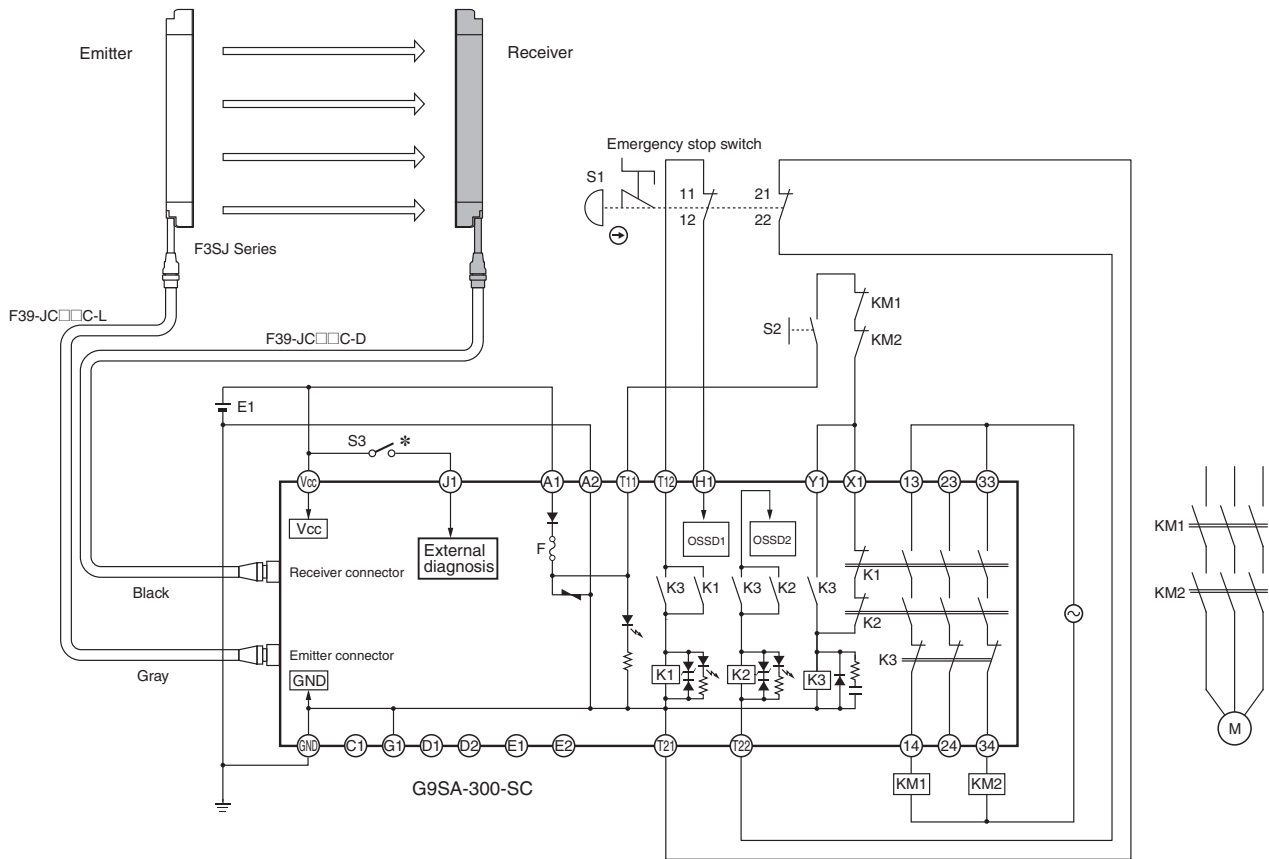 Emitter
Receiver
Emergency stop switch
S1
11
12
21
22
F3SJ Series
F39-JC□□C-L
F39-JC□□C-D
S2
KM1
KM2
E1
S3 *
Vcc
J1
A1
A2
T11
T12
H1
Y1
X1
13
23
33
Vcc
External
diagnosis
F
OSSD1
OSSD2
K3
K1
K3
K2
K3
K1
K2
K3
Receiver connector
Black
Emitter connector
Gray
GND
K1
K2
K3
GND
C1
G1
D1
D2
E1
E2
T21
T22
14
24
34
G9SA-300-SC
KM1
KM2
KM1
KM2
M